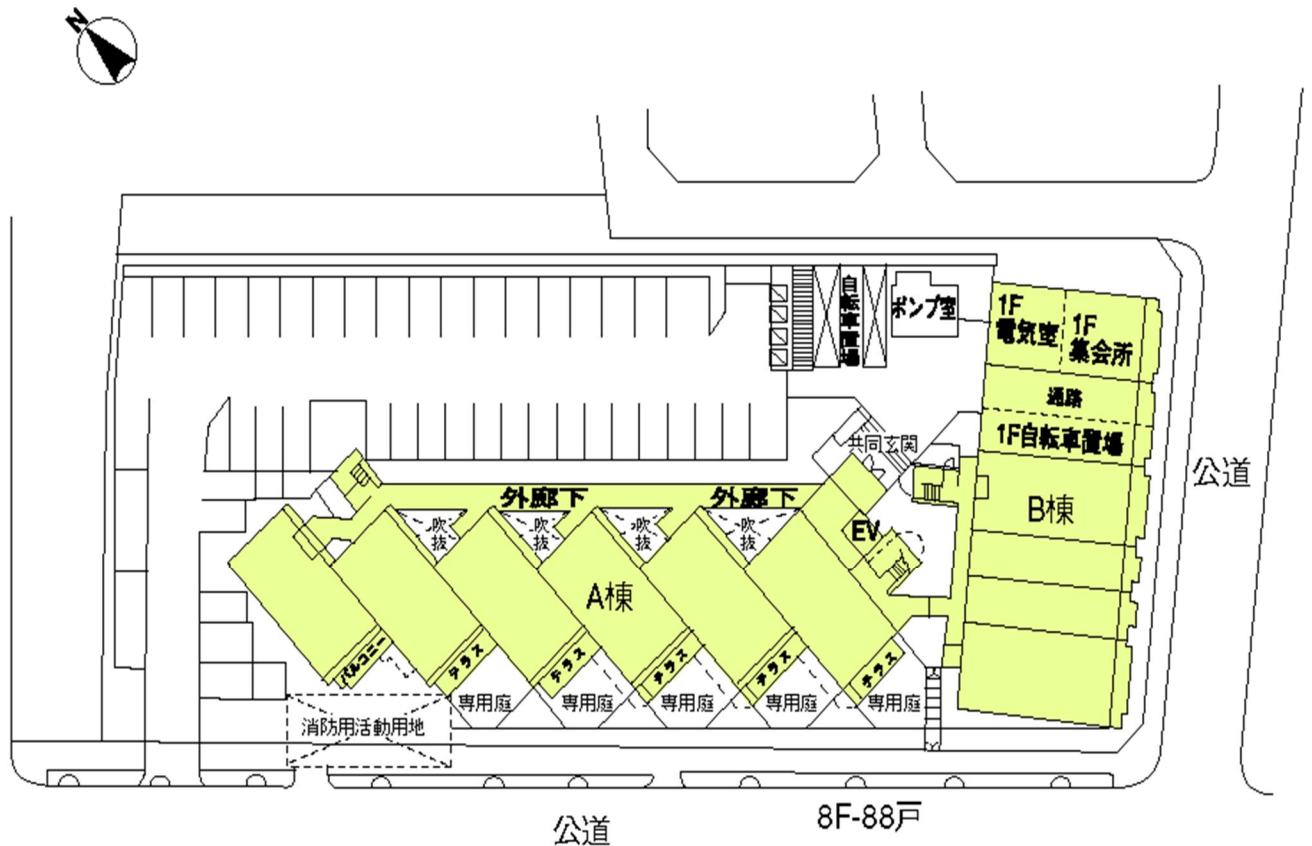 N
自転車置場
ポンプ室
1F
電気室
1F
集会所
通路
1F自転車置場
共同玄関
公道
外廊下
外廊下
B棟
吹抜
吹抜
吹抜
吹抜
EV
A棟
バルコニー
テラス
テラス
テラス
テラス
テラス
専用庭
専用庭
専用庭
専用庭
専用庭
消防用活動用地
8F-88戸
公道